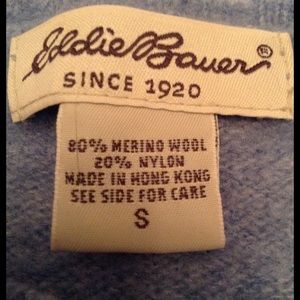 Eddie Bauer®
SINCE 1920
80% MERINO WOOL
20% NYLON
MADE IN HONG KONG
SEE SIDE FOR CARE
S